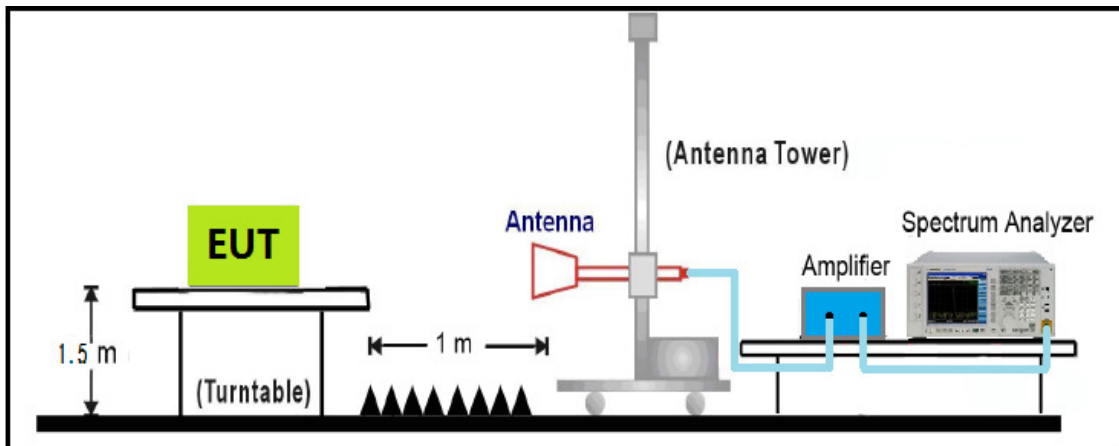 (Antenna Tower)
Antenna
EUT
Spectrum Analyzer
Amplifier
1.5 m
1 m
(Turntable)